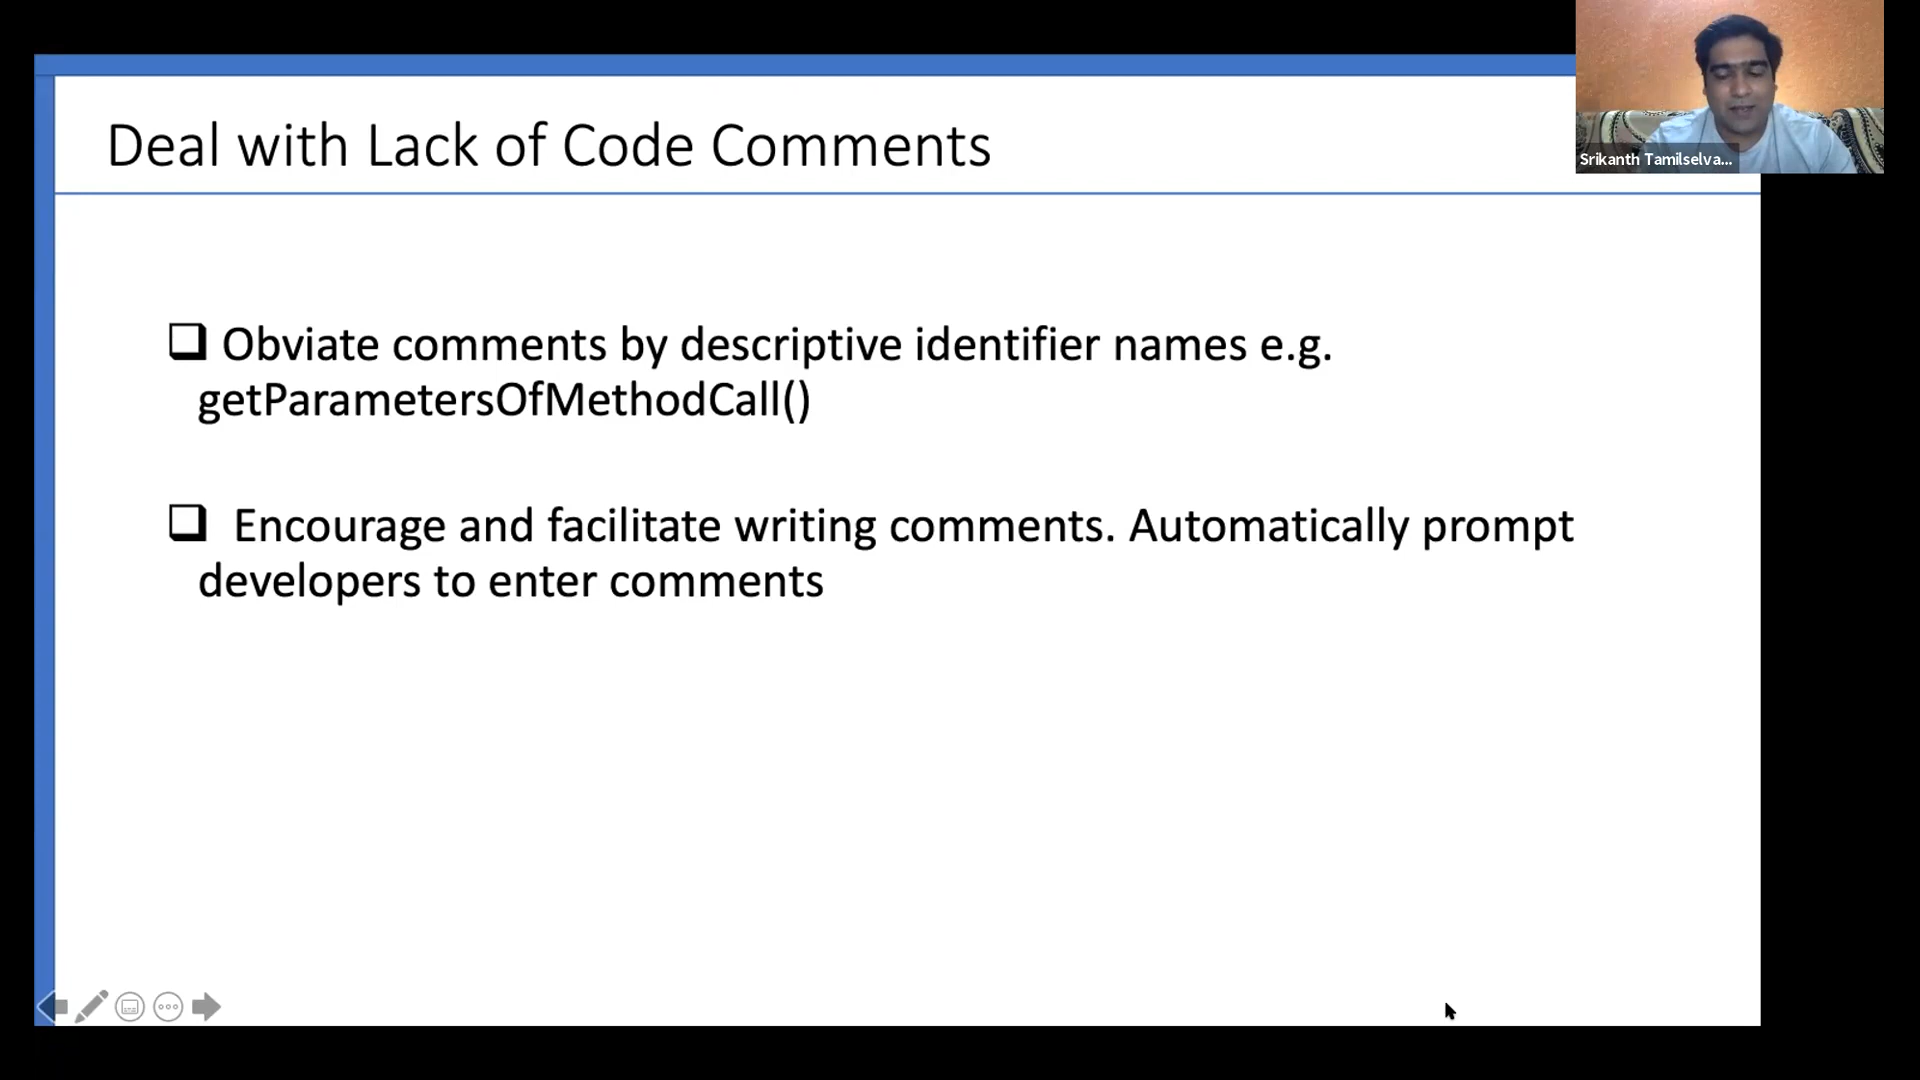 Deal with Lack of Code Comments
Srikanth Tamilselva...
Obviate comments by descriptive identifier names e.g.
getParametersOfMethodCall()
Encourage and facilitate writing comments. Automatically prompt
developers to enter comments